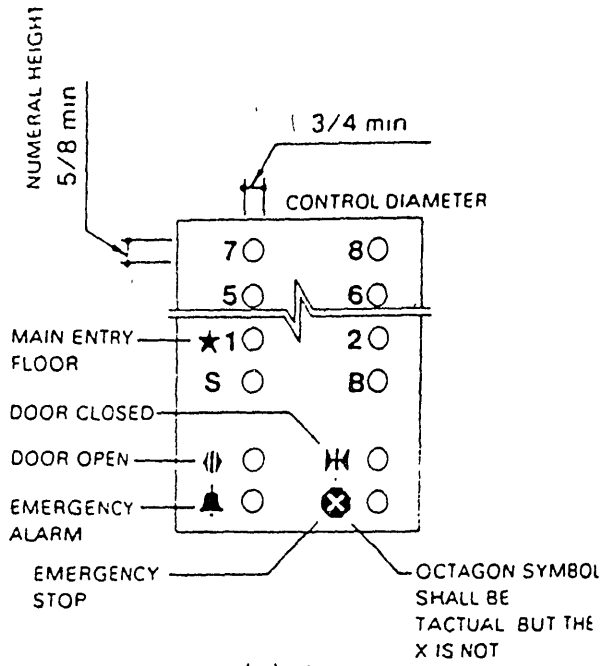 NUMERAL HEIGHT
5/8 min
3/4 min
CONTROL DIAMETER
7 8
5 6
MAIN ENTRY
FLOOR
★1 2
S B
DOOR CLOSED
DOOR OPEN
EMERGENCY
ALARM
EMERGENCY
STOP
OCTAGON SYMBOL
SHALL BE
TACTUAL BUT THE
X IS NOT